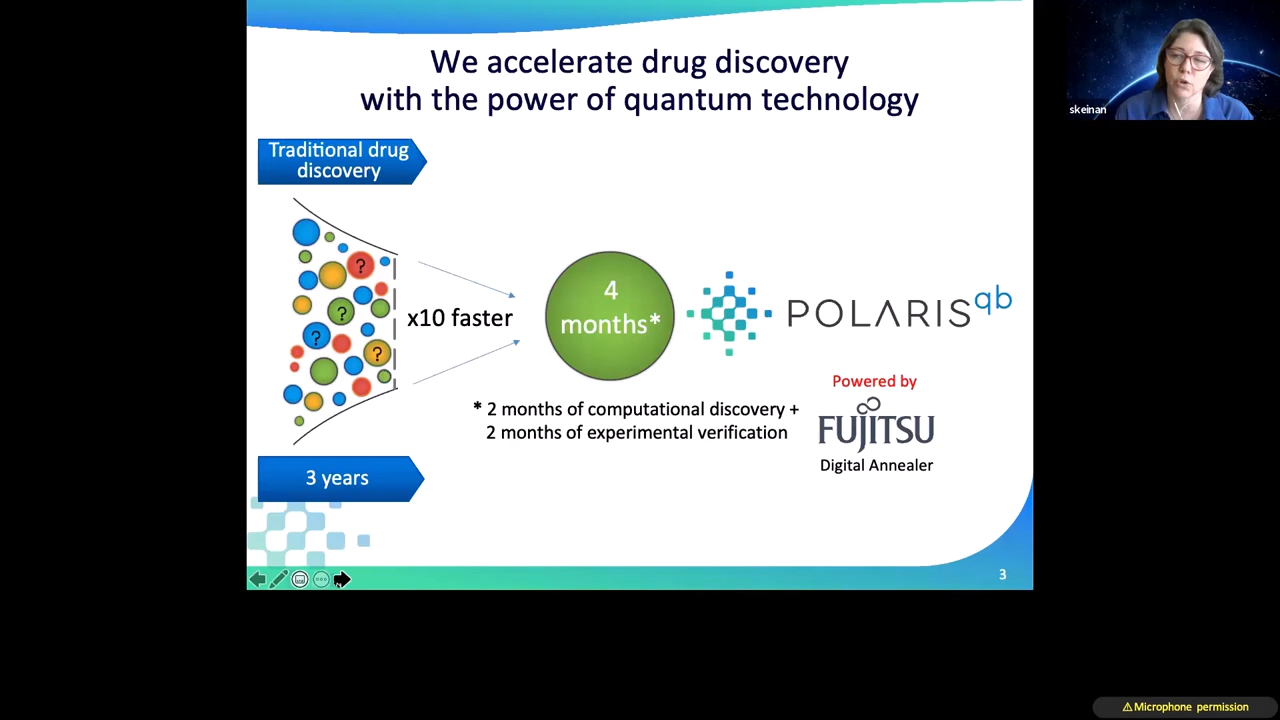 We accelerate drug discovery
with the power of quantum technology
Traditional drug
discovery
?
?
?
?
x10 faster
4
months*
POLARISqb
Powered by
FUJITSU
Digital Annealer
* 2 months of computational discovery +
2 months of experimental verification
3 years
3
skeinan
⚠Microphone permission